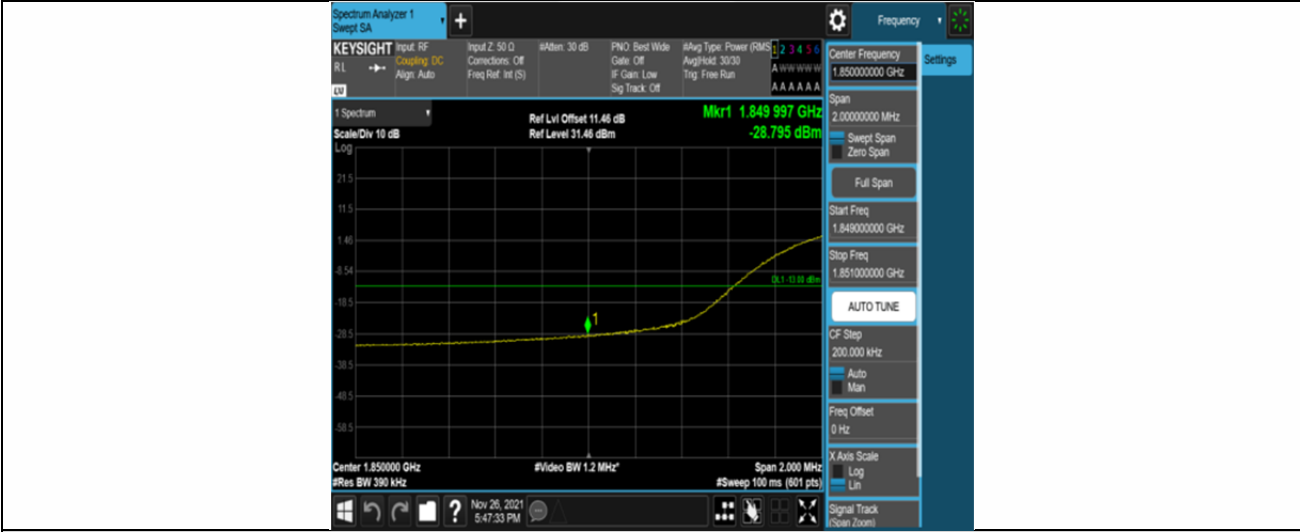 Spectrum Analyzer 1
Swept SA
+
Frequency
KEYSIGHT
RL
Input: RF
Coupling: DC
Align: Auto
Input Z: 50 Ω
Corrections: Off
Freq Ref: Int (S)
#Atten: 30 dB
PNO: Best Wide
Gate: Off
IF Gain: Low
Sig Track: Off
#Avg Type: Power (RMS
Avg|Hold: 30/30
Trig: Free Run
1 2 3 4 5 6
A W W W W W
A A A A A A
1 Spectrum
Scale/Div 10 dB
Log
Ref Lvl Offset 11.46 dB
Ref Level 31.46 dBm
Mkr1 1.849 997 GHz
-28.795 dBm
21.5
11.5
1.46
-8.54
-18.5
-28.5
-38.5
-48.5
-58.5
DL1 -13.00 dBm
1
Center 1.850000 GHz
#Res BW 390 kHz
#Video BW 1.2 MHz*
Span 2.000 MHz
#Sweep 100 ms (601 pts)
?
Nov 26, 2021
5:47:33 PM
Center Frequency
1.850000000 GHz
Settings
Span
2.00000000 MHz
Swept Span
Zero Span
Full Span
Start Freq
1.849000000 GHz
Stop Freq
1.851000000 GHz
AUTO TUNE
CF Step
200.000 kHz
Auto
Man
Freq Offset
0 Hz
X Axis Scale
Log
Lin
Signal Track
(Span Zoom)